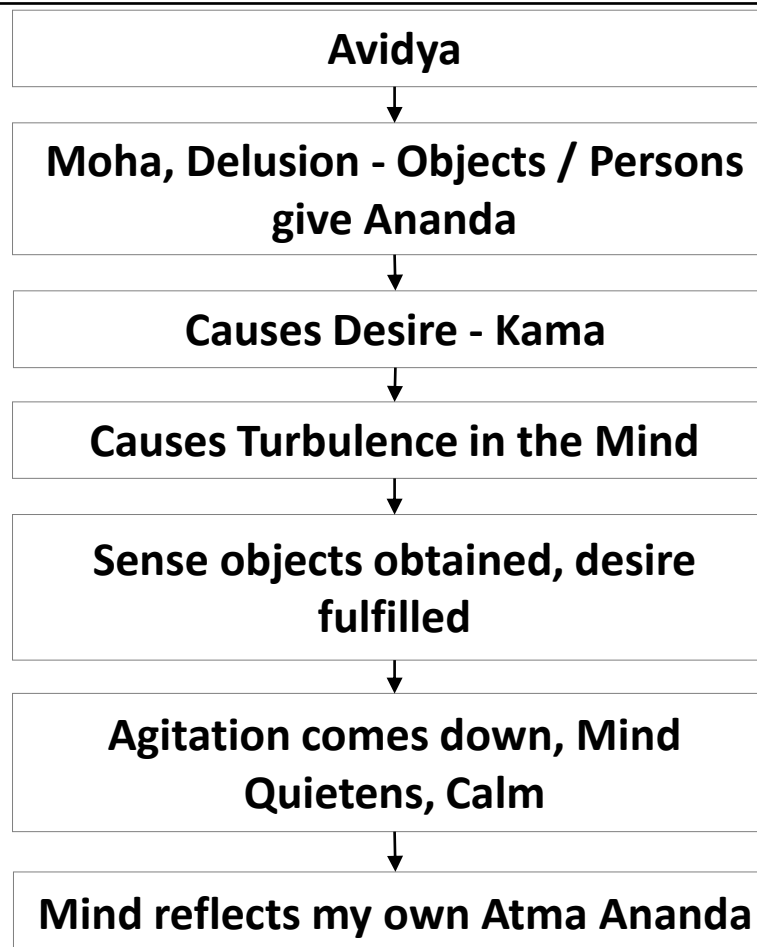 Avidya
Moha, Delusion - Objects / Persons
give Ananda
Causes Desire - Kama
Causes Turbulence in the Mind
Sense objects obtained, desire
fulfilled
Agitation comes down, Mind
Quietens, Calm
Mind reflects my own Atma Ananda